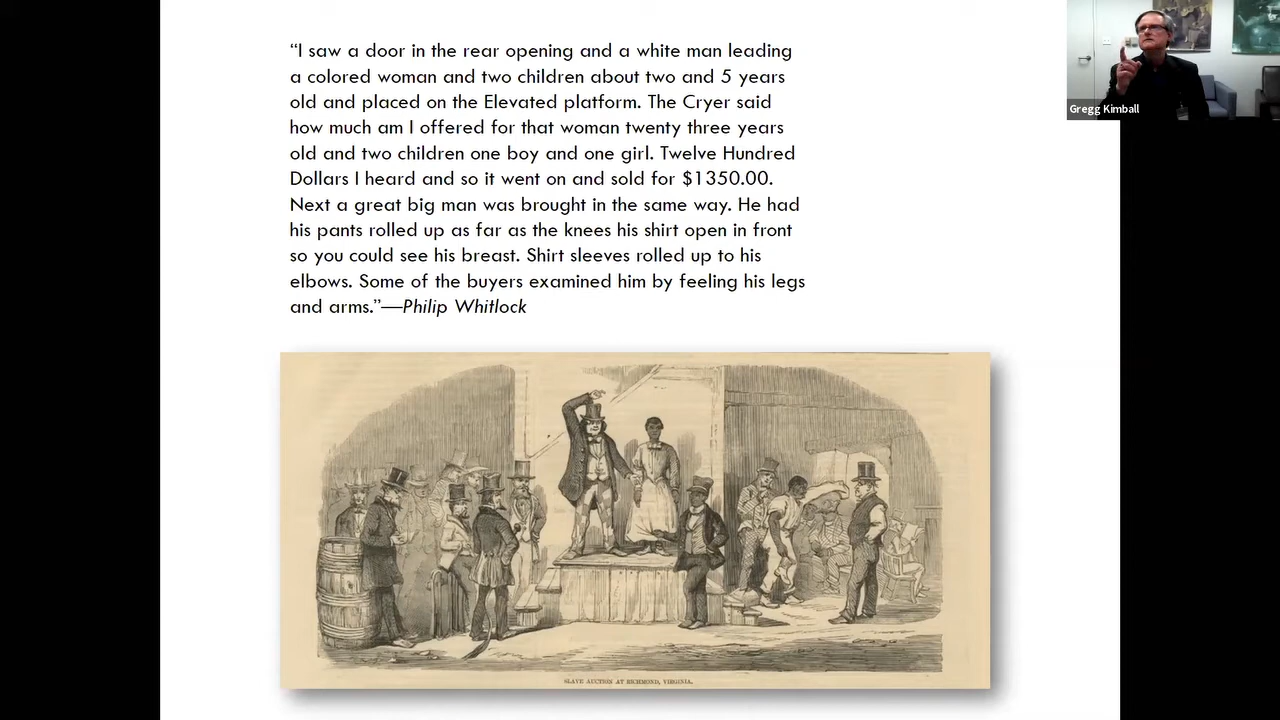 “I saw a door in the rear opening and a white man leading
a colored woman and two children about two and 5 years
old and placed on the Elevated platform. The Cryer said
how much am I offered for that woman twenty three years
old and two children one boy and one girl. Twelve Hundred
Dollars I heard and so it went on and sold for $1350.00.
Next a great big man was brought in the same way. He had
his pants rolled up as far as the knees his shirt open in front
so you could see his breast. Shirt sleeves rolled up to his
elbows. Some of the buyers examined him by feeling his legs
and arms.”—Philip Whitlock
SLAVE AUCTION AT RICHMOND, VIRGINIA.
Gregg Kimball